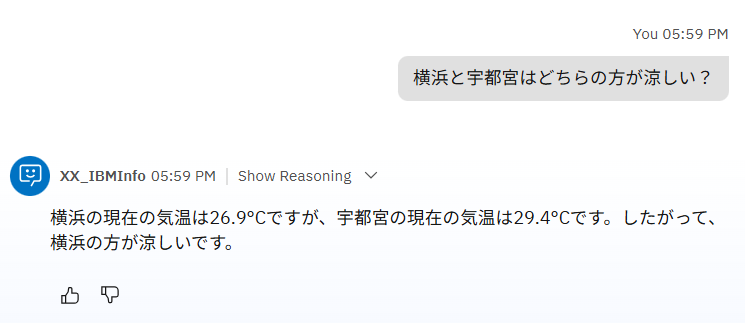 You 05:59 PM
横浜と宇都宮はどちらの方が涼しい？
XX_IBMInfo 05:59 PM | Show Reasoning
横浜の現在の気温は26.9°Cですが、宇都宮の現在の気温は29.4°Cです。したがって、
横浜の方が涼しいです。